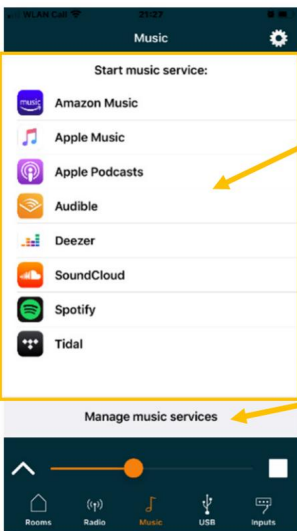 WLAN Call 21:27
Music
Start music service:
music
Amazon Music
Apple Music
Apple Podcasts
Audible
Deezer
SoundCloud
Spotify
Tidal
Manage music services
Rooms Radio Music USB Inputs